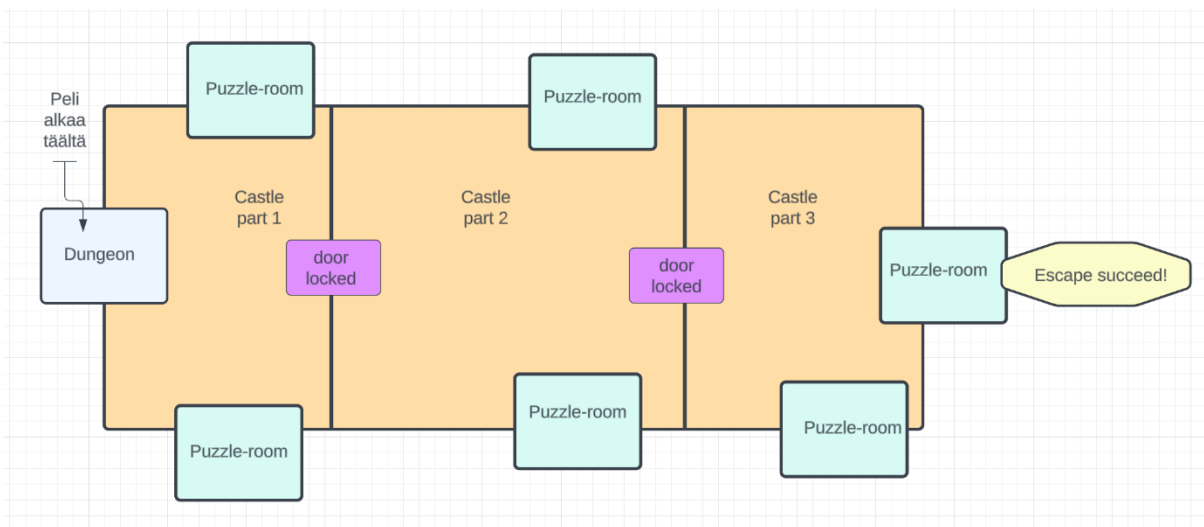 Puzzle-room
Puzzle-room
Peli
alkaa
täältä
Castle
part 1
Castle
part 2
Castle
part 3
Dungeon
door
locked
door
locked
Puzzle-room
Escape succeed!
Puzzle-room
Puzzle-room
Puzzle-room